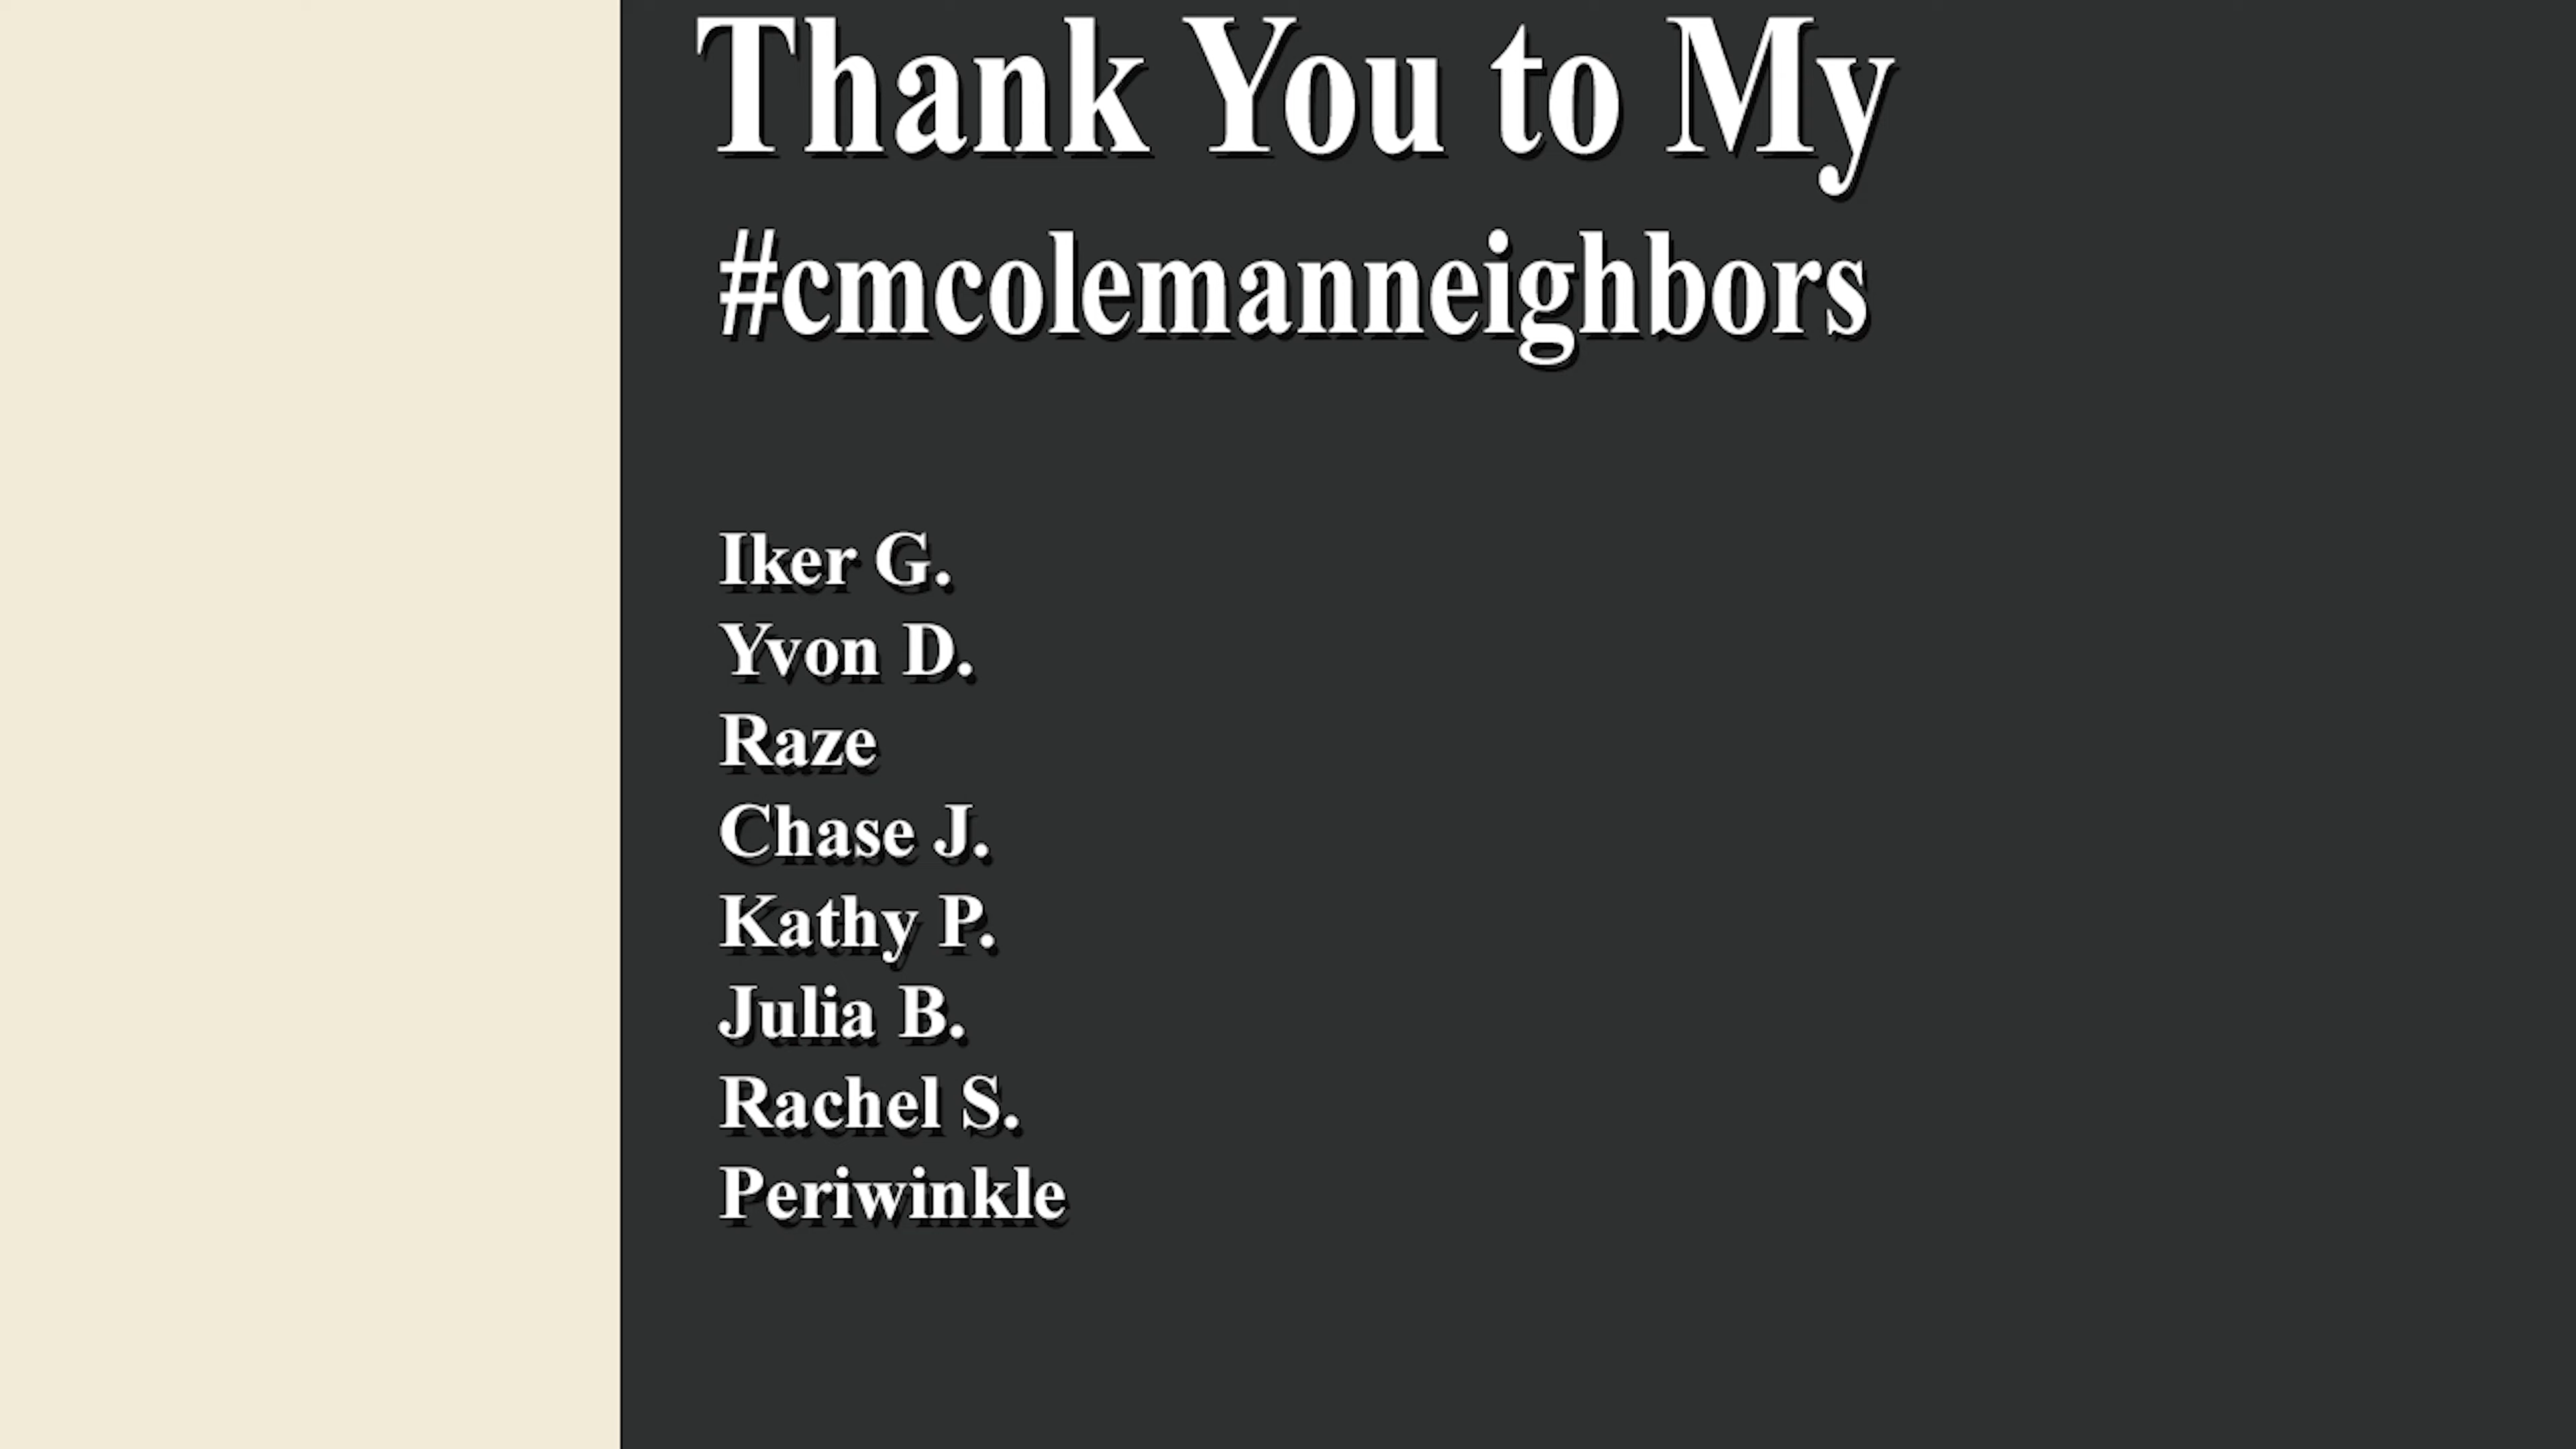 Thank You to My
#cmcolemanneighbors
Iker G.
Yvon D.
Raze
Chase J.
Kathy P.
Julia B.
Rachel S.
Periwinkle